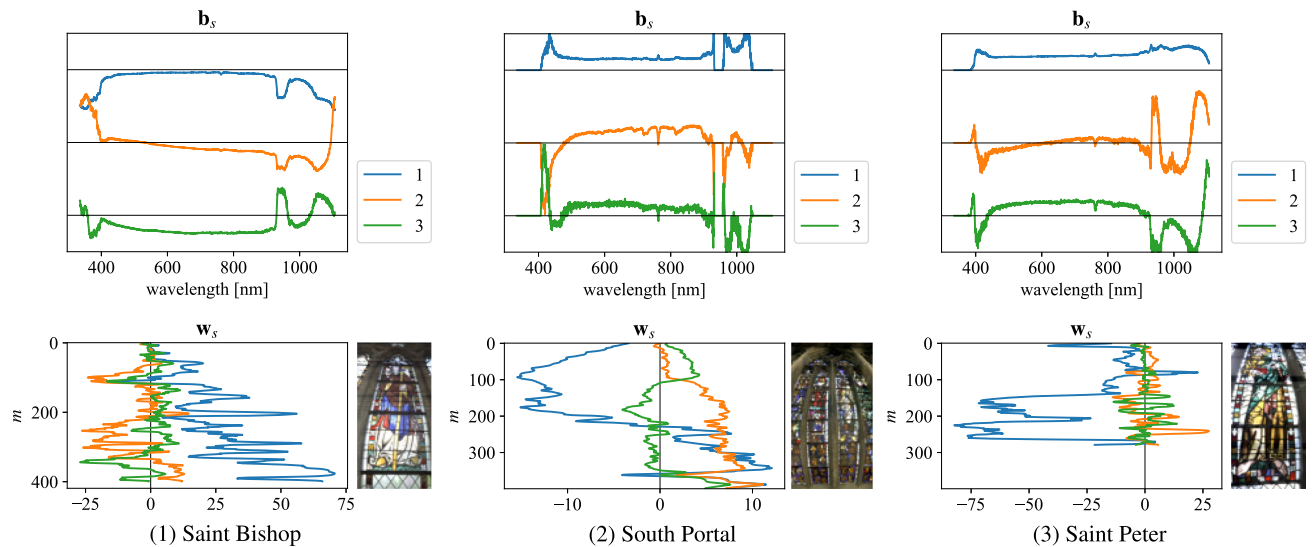 b_s b_s b_s
1 1 1
2 2 2
3 3 3
400 600 800 1000 400 600 800 1000 400 600 800 1000
wavelength [nm] wavelength [nm] wavelength [nm]
w_s w_s w_s
0 0 0
100 100
200 200 200
300 300
400
m m m
−25 0 25 50 75 −10 0 10 −75 −50 −25 0 25
(1) Saint Bishop (2) South Portal (3) Saint Peter